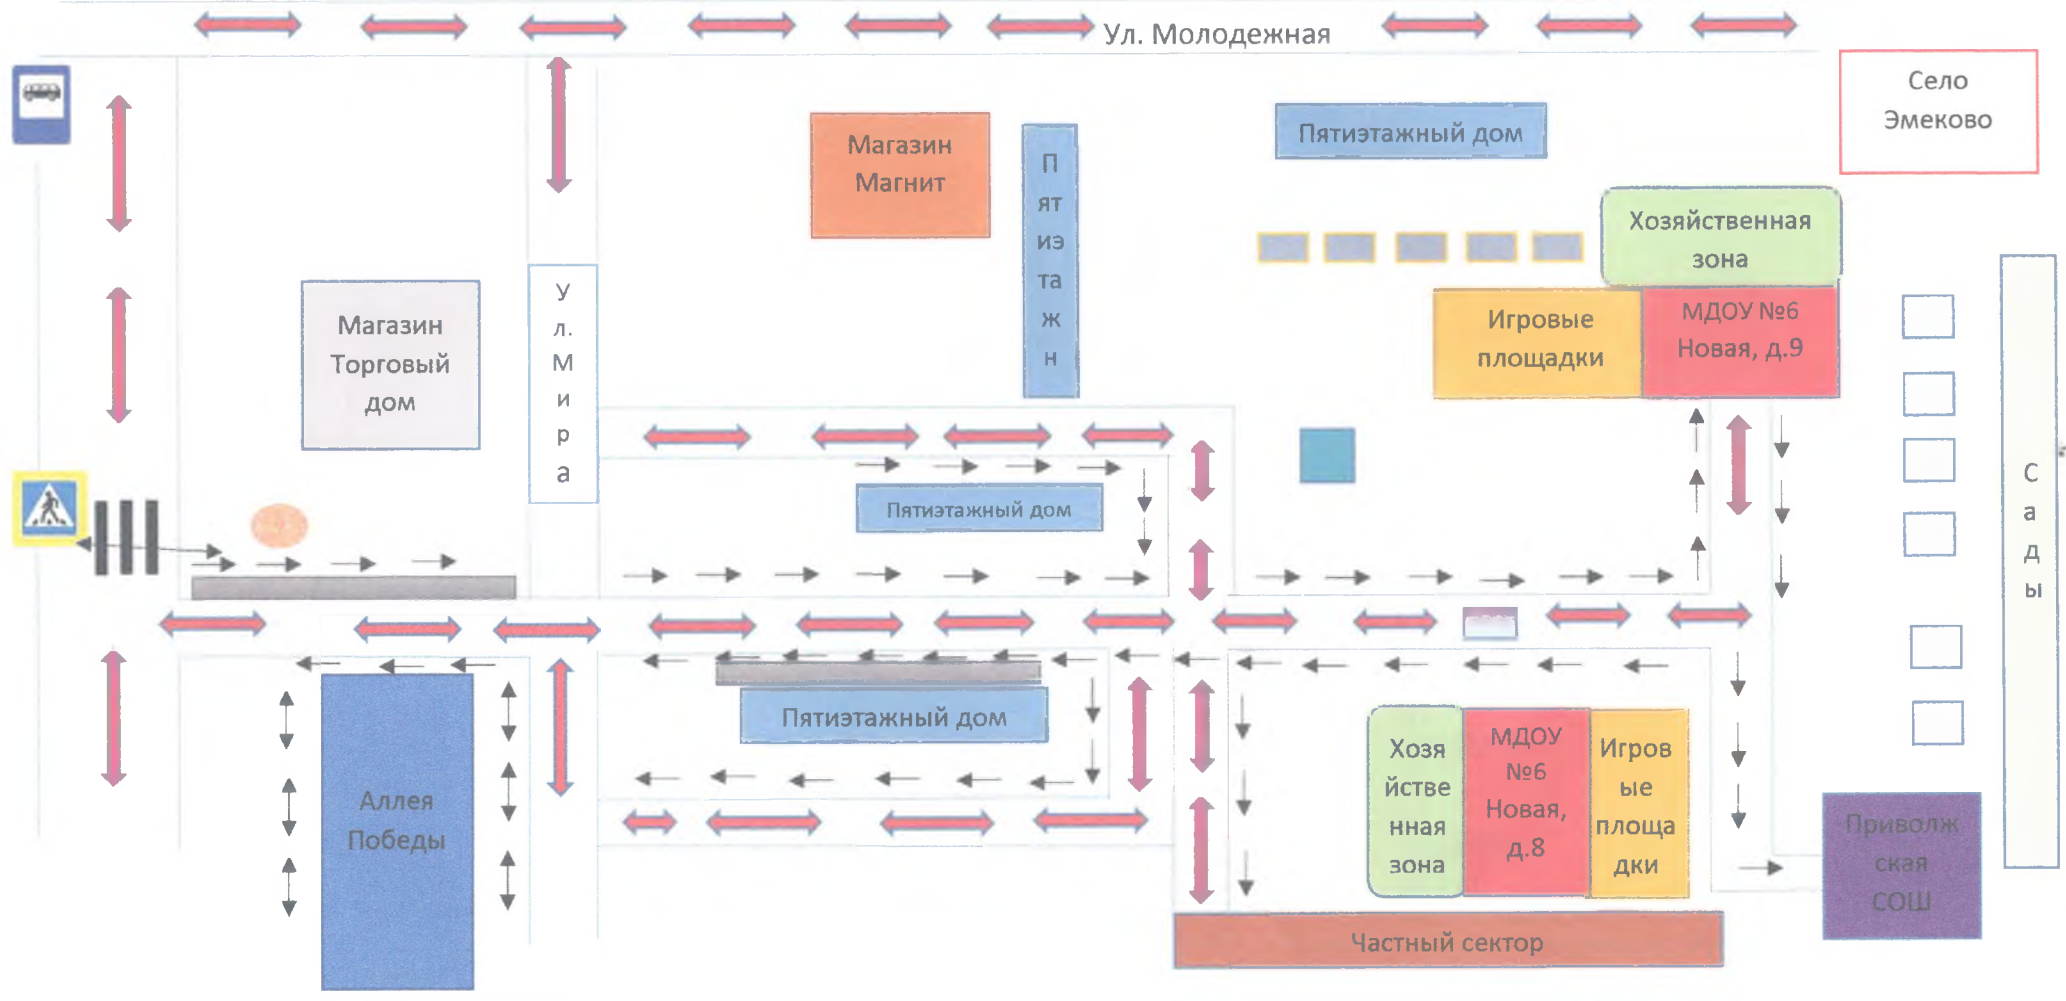 Ул. Молодежная
Село
Эмеково
Магазин
Магнит
П
ят
иэ
та
ж
н
Пятиэтажный дом
Хозяйственная
зона
Игровые
площадки
МДОУ №6
Новая, д.9
Магазин
Торговый
дом
У
л.
М
и
р
а
Пятиэтажный дом
С
а
д
ы
Пятиэтажный дом
Аллея
Победы
Хозя
йстве
нная
зона
МДОУ
№6
Новая,
д.8
Игров
ые
площа
дки
Приволж
ская
СОШ
Частный сектор